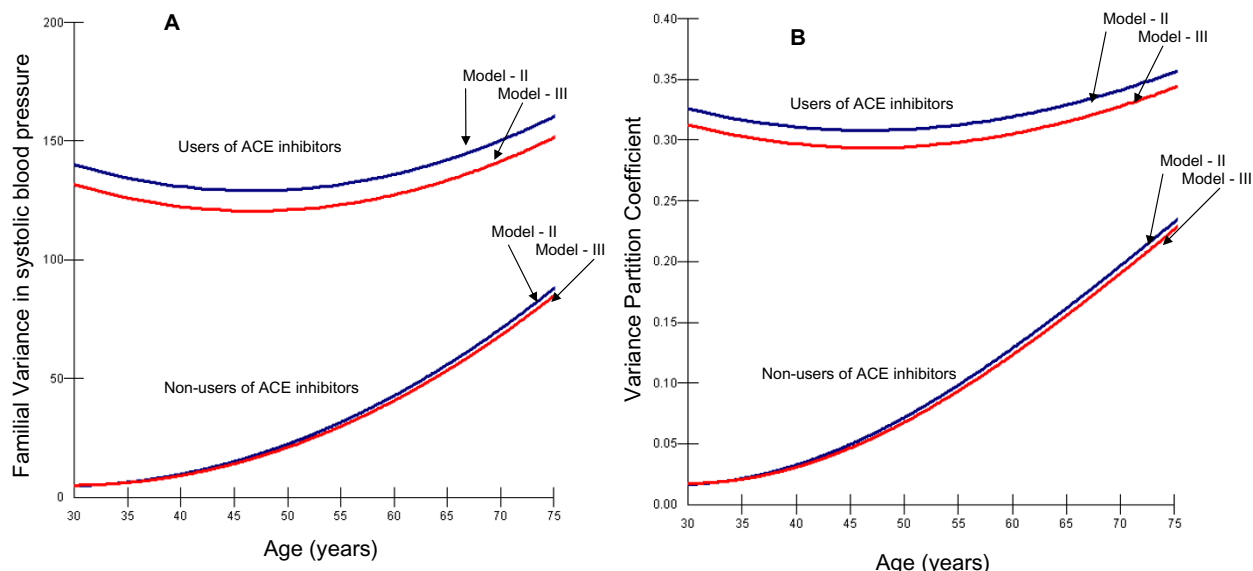 A
Familial Variance in systolic blood pressure
200
150
100
50
0
Model - II
Model - III
Users of ACE inhibitors
Model - II
Model - III
Non-users of ACE inhibitors
30 35 40 45 50 55 60 65 70 75
Age (years)
B
Variance Partition Coefficient
0.40
0.35
0.30
0.25
0.20
0.15
0.10
0.05
0.00
Model - II
Model - III
Users of ACE inhibitors
Model - II
Model - III
Non-users of ACE inhibitors
30 35 40 45 50 55 60 65 70 75
Age (years)